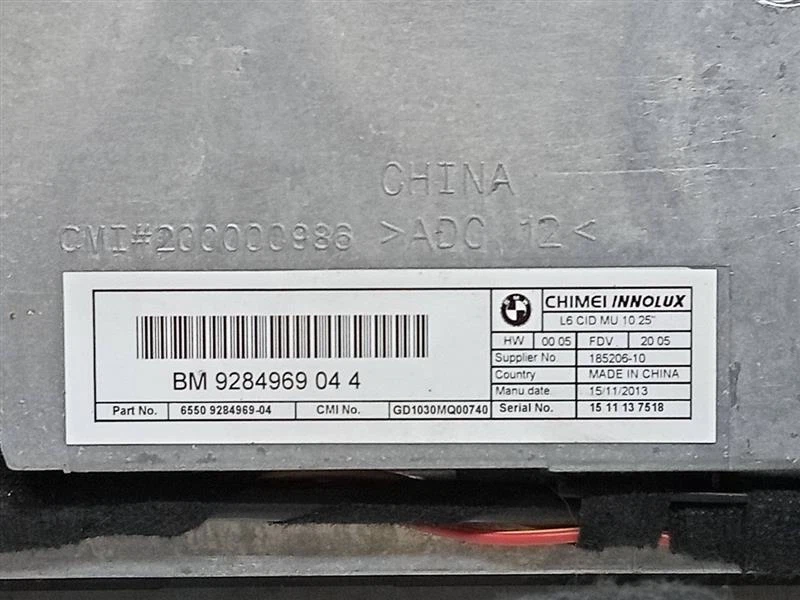 CHINA
CMI#200000986 >ADC 12<
CHIMEI INNOLUX
L6 CID MU 10 25"
HW 00 05 FDV. 20 05
Supplier No. 185206-10
Country MADE IN CHINA
Manu date 15/11/2013
Serial No. 15 11 13 7518
BM 9284969 04 4
Part No. 6550 9284969-04 CMI No. GD1030MQ00740